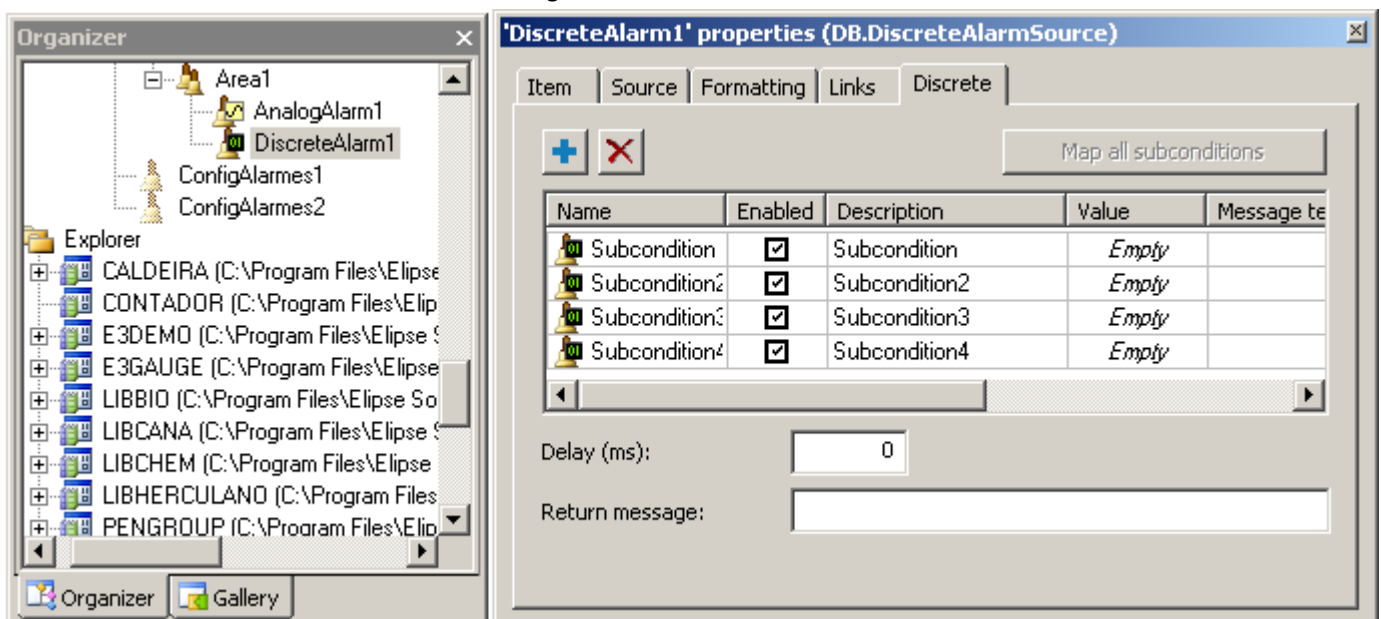 Organizer
Area1
AnalogAlarm1
DiscreteAlarm1
ConfigAlarmes1
ConfigAlarmes2
Explorer
CALDEIRA (C:\Program Files\Elipse
CONTADOR (C:\Program Files\Elip
E3DEMO (C:\Program Files\Elipse S
E3GAUGE (C:\Program Files\Elipse
LIBBIO (C:\Program Files\Elipse So
LIBCANA (C:\Program Files\Elipse S
LIBCHEM (C:\Program Files\Elipse
LIBHERCULANO (C:\Program Files
PENGROUP (C:\Program Files\Elip
Organizer Gallery
'DiscreteAlarm1' properties (DB.DiscreteAlarmSource)
Item Source Formatting Links Discrete
Map all subconditions
Name Enabled Description Value Message te
Subcondition Subcondition Empty
Subcondition2 Subcondition2 Empty
Subcondition3 Subcondition3 Empty
Subcondition4 Subcondition4 Empty
Delay (ms): 0
Return message: